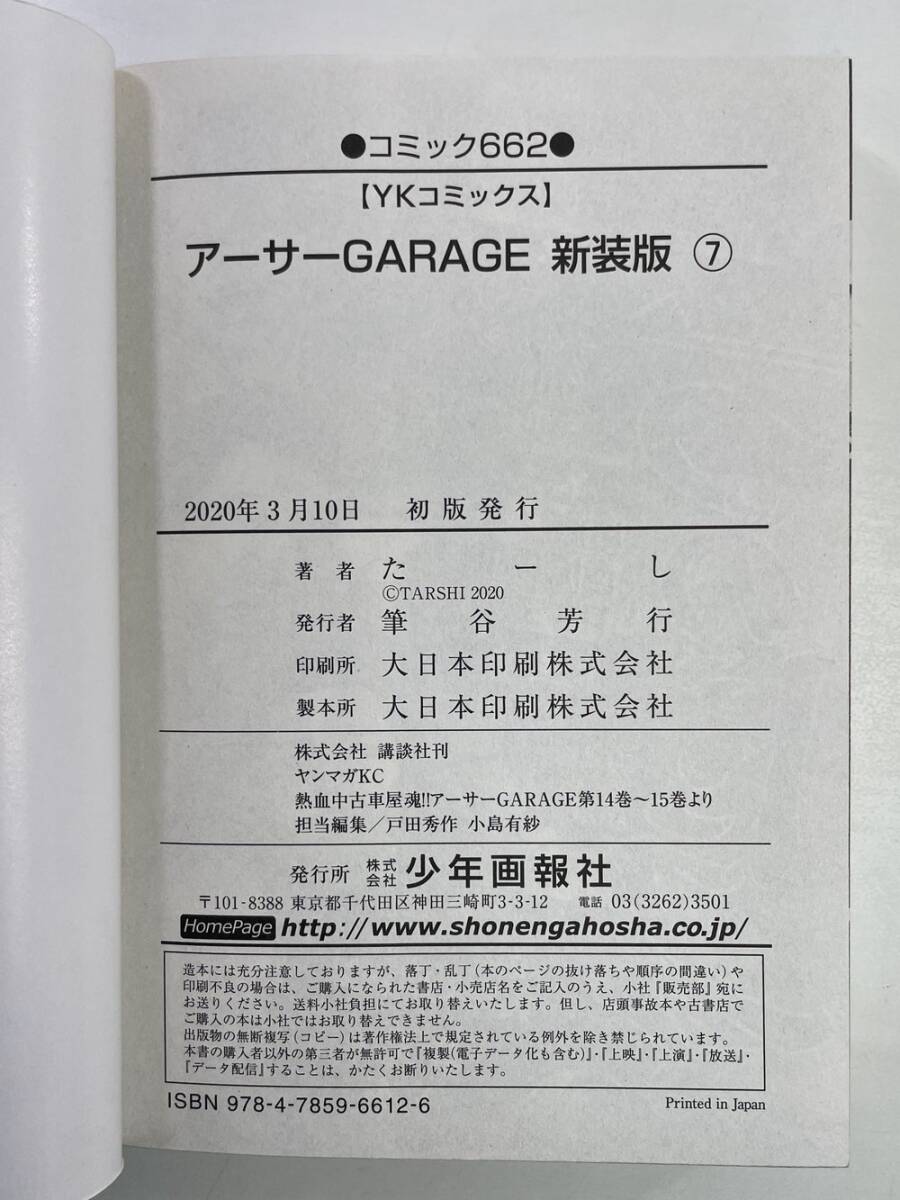 ●コミック662●
【YKコミックス】
アーサーGARAGE 新装版 ⑦
2020年3月10日 初版発行
著者 たーし
©TARSHI 2020
発行者 筆谷芳行
印刷所 大日本印刷株式会社
製本所 大日本印刷株式会社
株式会社 講談社刊
ヤンマガKC
熱血中古車屋魂!!アーサーGARAGE第14巻～15巻より
担当編集／戸田秀作 小島有紗
発行所 株式会社 少年画報社
〒101-8388 東京都千代田区神田三崎町3-3-12 電話 03(3262)3501
HomePage http://www.shonengahosha.co.jp/
造本には充分注意しておりますが、落丁・乱丁（本のページの抜け落ちや順序の間違い）や
印刷不良の場合は、ご購入になられた書店・小売店名をご記入のうえ、小社『販売部』宛に
お送りください。送料小社負担にてお取り替えいたします。但し、店頭事故本や古書店で
ご購入の本は小社ではお取り替えできません。
出版物の無断複写（コピー）は著作権法上で規定されている例外を除き禁じられています。
本書の購入者以外の第三者が無許可で『複製（電子データ化も含む）』・『上映』・『上演』・『放送』・
『データ配信』することは、かたくお断りいたします。
ISBN 978-4-7859-6612-6 Printed in Japan